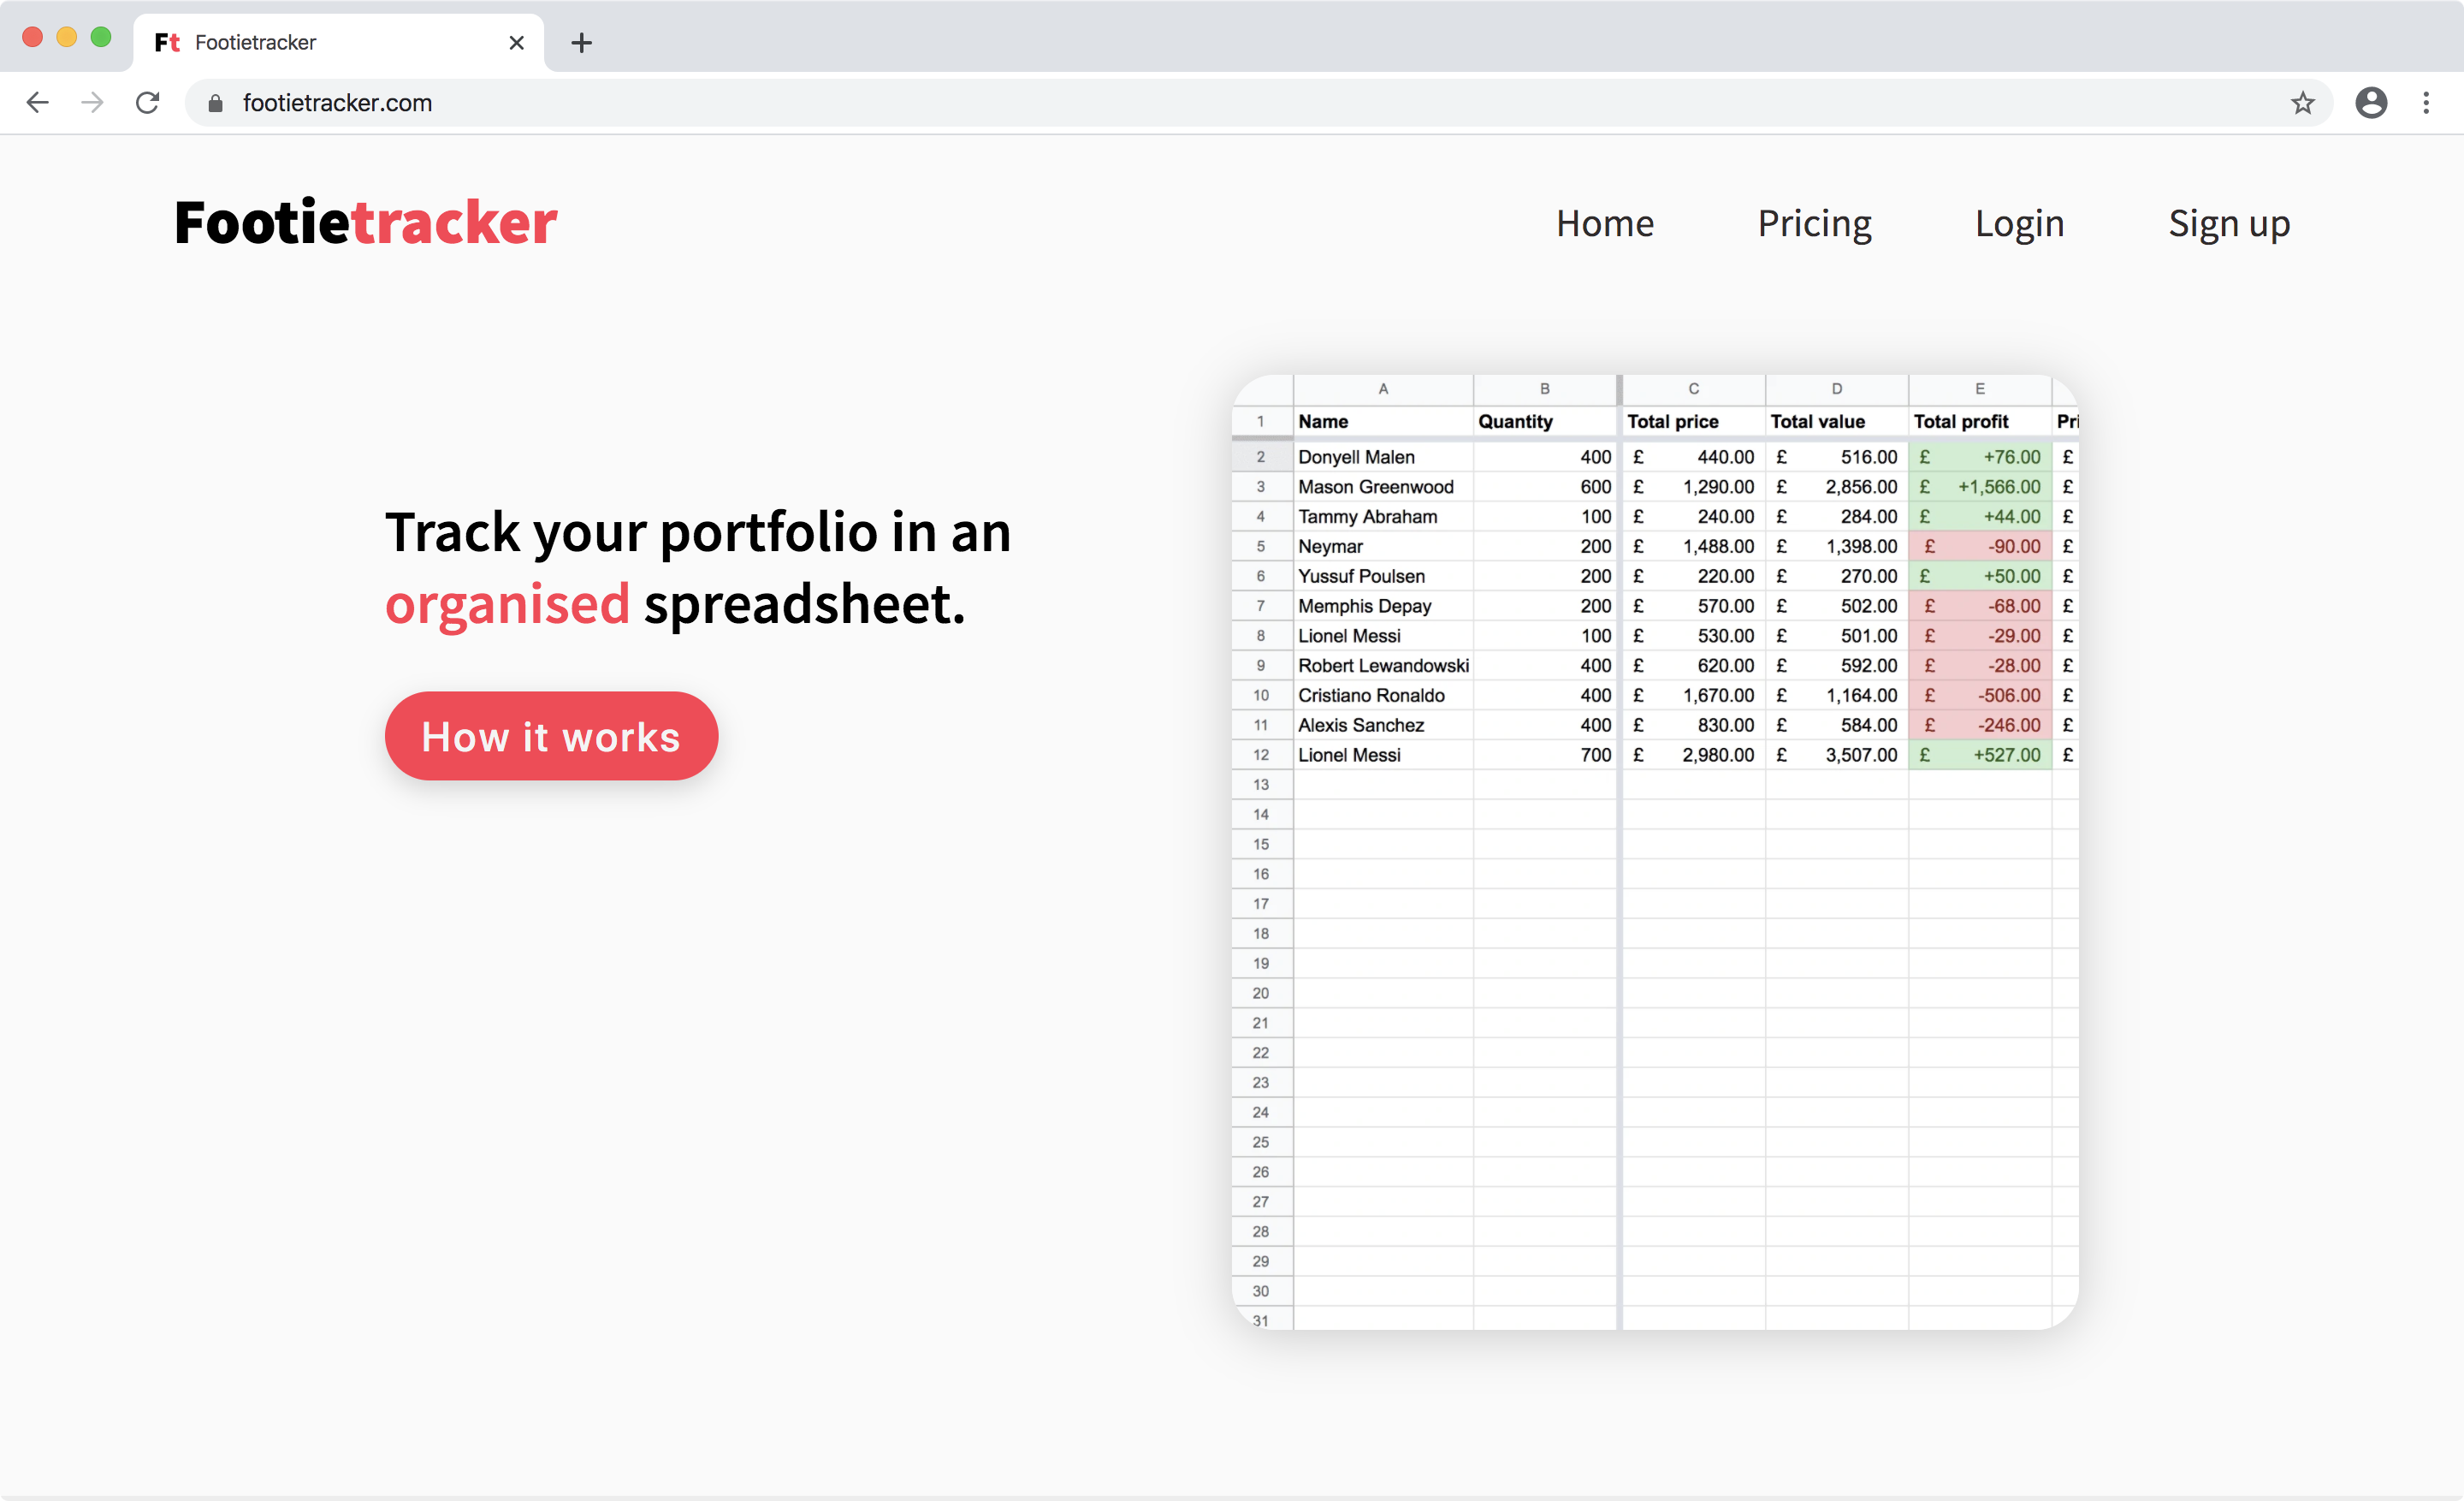 Ft Footietracker
footietracker.com
Footietracker
Home Pricing Login Sign up
Track your portfolio in an
organised spreadsheet.
How it works
A B C D E
1 Name Quantity Total price Total value Total profit Pri
2 Donyell Malen 400 £ 440.00 £ 516.00 £ +76.00 £
3 Mason Greenwood 600 £ 1,290.00 £ 2,856.00 £ +1,566.00 £
4 Tammy Abraham 100 £ 240.00 £ 284.00 £ +44.00 £
5 Neymar 200 £ 1,488.00 £ 1,398.00 £ -90.00 £
6 Yussuf Poulsen 200 £ 220.00 £ 270.00 £ +50.00 £
7 Memphis Depay 200 £ 570.00 £ 502.00 £ -68.00 £
8 Lionel Messi 100 £ 530.00 £ 501.00 £ -29.00 £
9 Robert Lewandowski 400 £ 620.00 £ 592.00 £ -28.00 £
10 Cristiano Ronaldo 400 £ 1,670.00 £ 1,164.00 £ -506.00 £
11 Alexis Sanchez 400 £ 830.00 £ 584.00 £ -246.00 £
12 Lionel Messi 700 £ 2,980.00 £ 3,507.00 £ +527.00 £
13
14
15
16
17
18
19
20
21
22
23
24
25
26
27
28
29
30
31